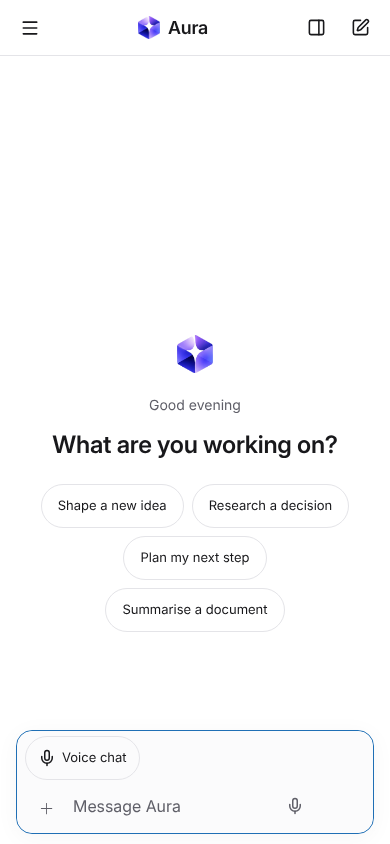 Aura
Good evening
What are you working on?
Shape a new idea
Research a decision
Plan my next step
Summarise a document
Voice chat
Message Aura